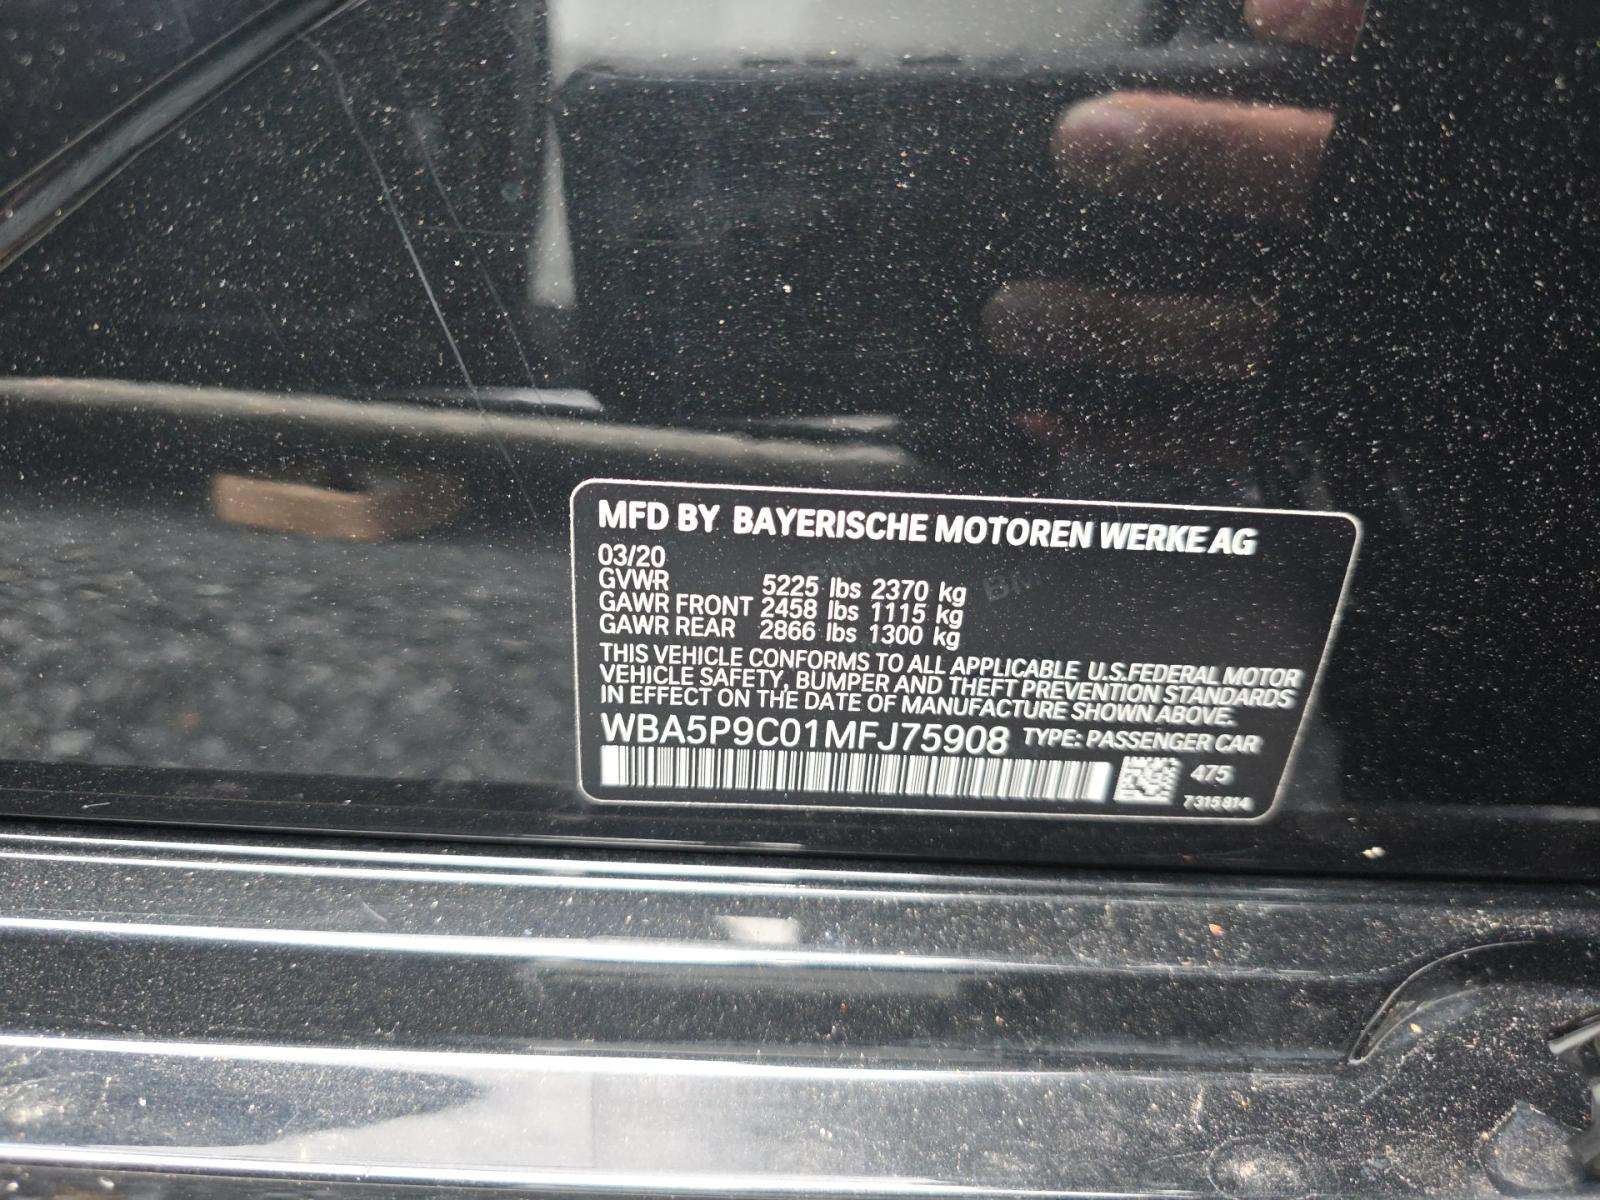 MFD BY BAYERISCHE MOTOREN WERKE AG
03/20
GVWR 5225 lbs 2370 kg
GAWR FRONT 2458 lbs 1115 kg
GAWR REAR 2866 lbs 1300 kg
THIS VEHICLE CONFORMS TO ALL APPLICABLE U.S.FEDERAL MOTOR
VEHICLE SAFETY, BUMPER AND THEFT PREVENTION STANDARDS
IN EFFECT ON THE DATE OF MANUFACTURE SHOWN ABOVE.
WBA5P9C01MFJ75908 TYPE: PASSENGER CAR
475
7315814